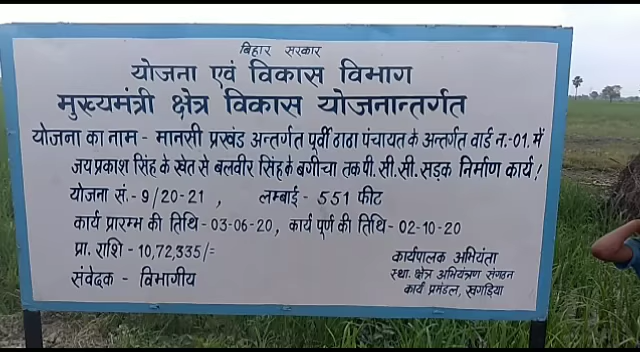 बिहार सरकार
योजना एवं विकास विभाग
मुख्यमंत्री क्षेत्र विकास योजनान्तर्गत
योजना का नाम - मानसी प्रखंड अन्तर्गत पूर्वी ठाठा पंचायत के अन्तर्गत वार्ड न.-01. में
जय प्रकाश सिंह के खेत से बलवीर सिंह के बगीचा तक पी. सी. सी. सड़क निर्माण कार्य!
योजना सं. - 9/20-21 , लम्बाई - 551 फीट
कार्य प्रारम्भ की तिथि - 03-06-20, कार्य पूर्ण की तिथि - 02-10-20
प्रा. राशि - 10,72,335/=
संवेदक - विभागीय
कार्यपालक अभियंता
स्था. क्षेत्र अभियंत्रण संगठन
कार्य प्रमंडल, खगड़िया